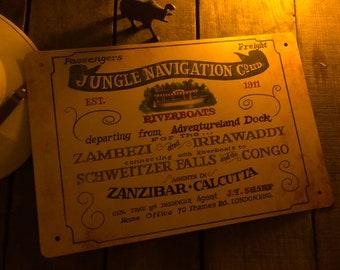 Passengers Freight
JUNGLE NAVIGATION Co. LTD
EST. 1911
RIVERBOATS
departing from Adventureland Dock
For the...
ZAMBEZI and IRRAWADDY
connecting with Riverboats to
SCHWEITZER FALLS and the CONGO
AGENTS IN
ZANZIBAR • CALCUTTA
Agent J.T. SHARP
Home Office 70 Thames Rd. LONDON, ENG.